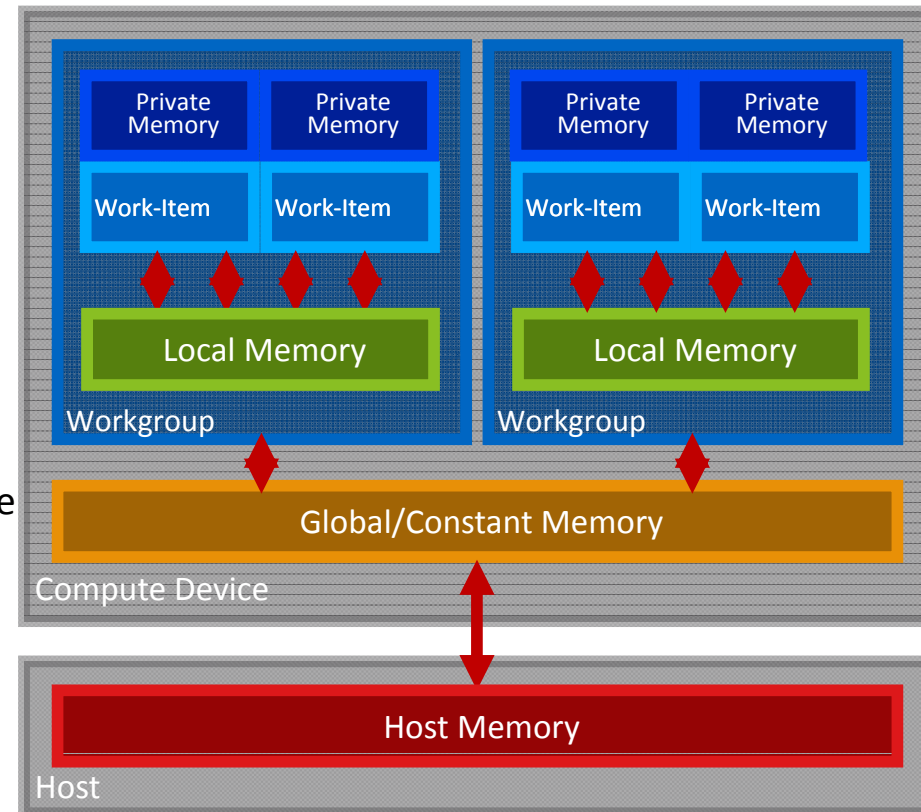 Private Memory
Private Memory
Private Memory
Private Memory
Work-Item
Work-Item
Work-Item
Work-Item
Local Memory
Local Memory
Workgroup
Workgroup
e
Global/Constant Memory
Compute Device
Host Memory
Host